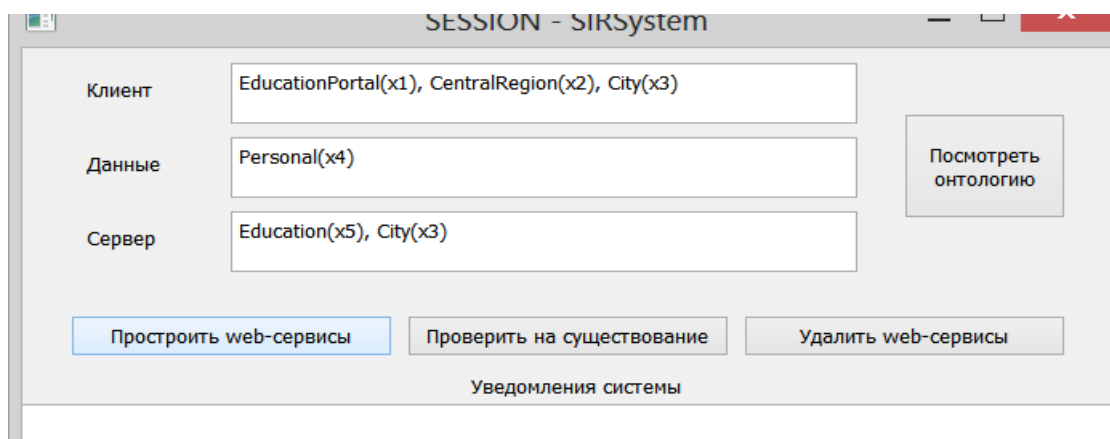 SESSION - SIRSystem
Клиент
EducationPortal(x1), CentralRegion(x2), City(x3)
Данные
Personal(x4)
Посмотреть
онтологию
Сервер
Education(x5), City(x3)
Простроить web-сервисы
Проверить на существование
Удалить web-сервисы
Уведомления системы